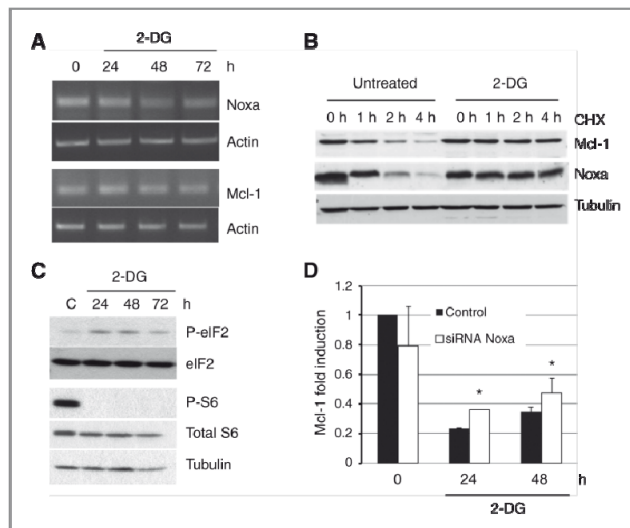 A
2-DG
0 24 48 72 h
Noxa
Actin
Mcl-1
Actin
B
Untreated 2-DG
0 h 1 h 2 h 4 h 0 h 1 h 2 h 4 h CHX
Mcl-1
Noxa
Tubulin
C
2-DG
C 24 48 72 h
P-eIF2
eIF2
P-S6
Total S6
Tubulin
D
Mcl-1 fold induction
1.2
1
0.8
0.6
0.4
0.2
0
Control
siRNA Noxa
* *
0 24 48 h
2-DG